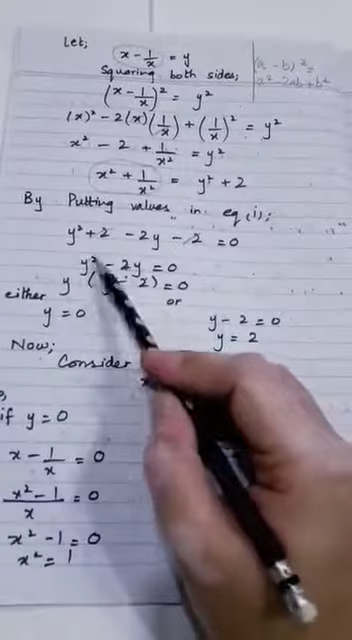 Let;
x - 1/x = y
Squaring both sides;
(a - b)² =
a² - 2ab + b²
(x - 1/x)² = y²
(x)² - 2(x)(1/x) + (1/x)² = y²
x² - 2 + 1/x² = y²
x² + 1/x² = y² + 2
By Putting values in eq(i);
y² + 2 - 2y - 2 = 0
y² - 2y = 0
y (y - 2) = 0
either or
y = 0
y - 2 = 0
y = 2
Now; Consider
if y = 0
x - 1/x = 0
x² - 1/x = 0
x² - 1 = 0
x² = 1